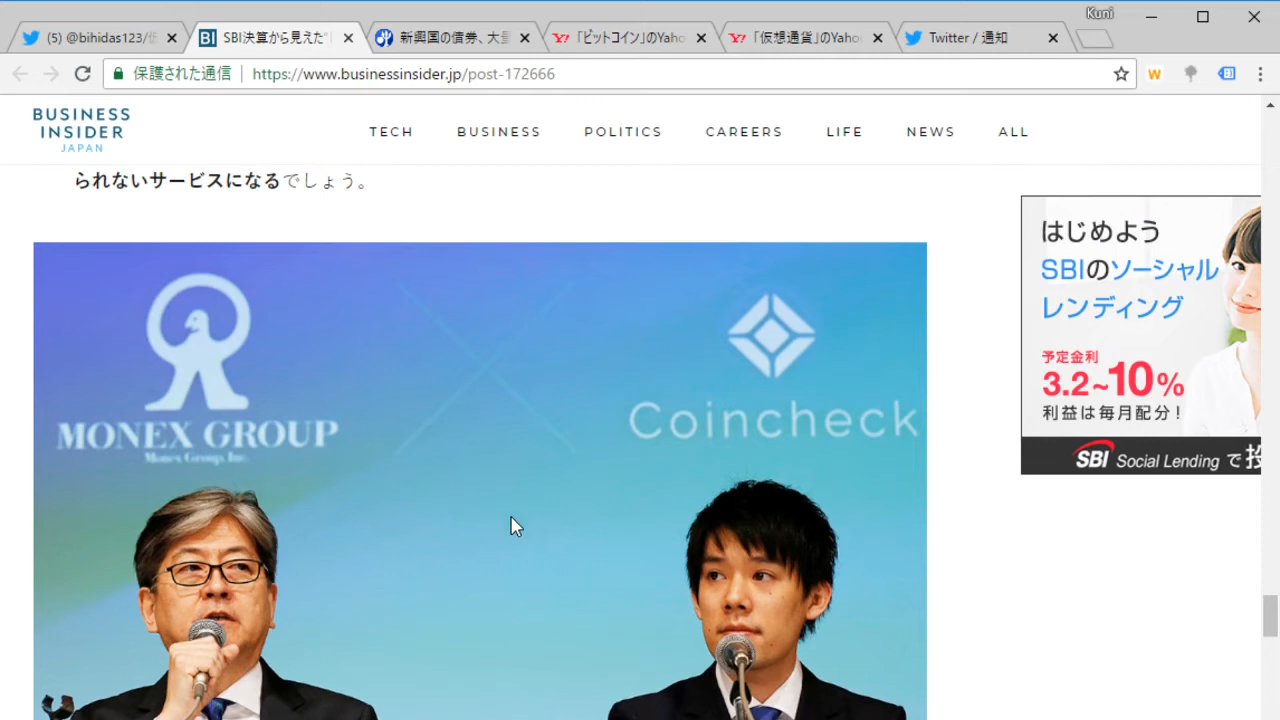 Kuni
(5) @bihidas123/仮
SBI決算から見えた"
新興国の債券、大量
「ビットコイン」のYaho
「仮想通貨」のYahoo
Twitter / 通知
保護された通信
https://www.businessinsider.jp/post-172666
BUSINESS
INSIDER
JAPAN
TECH
BUSINESS
POLITICS
CAREERS
LIFE
NEWS
ALL
られないサービスになるでしょう。
MONEX GROUP
Monex Group, Inc.
Coincheck
はじめよう
SBIのソーシャル
レンディング
予定金利
3.2~10%
利益は毎月配分！
SBI Social Lending で投